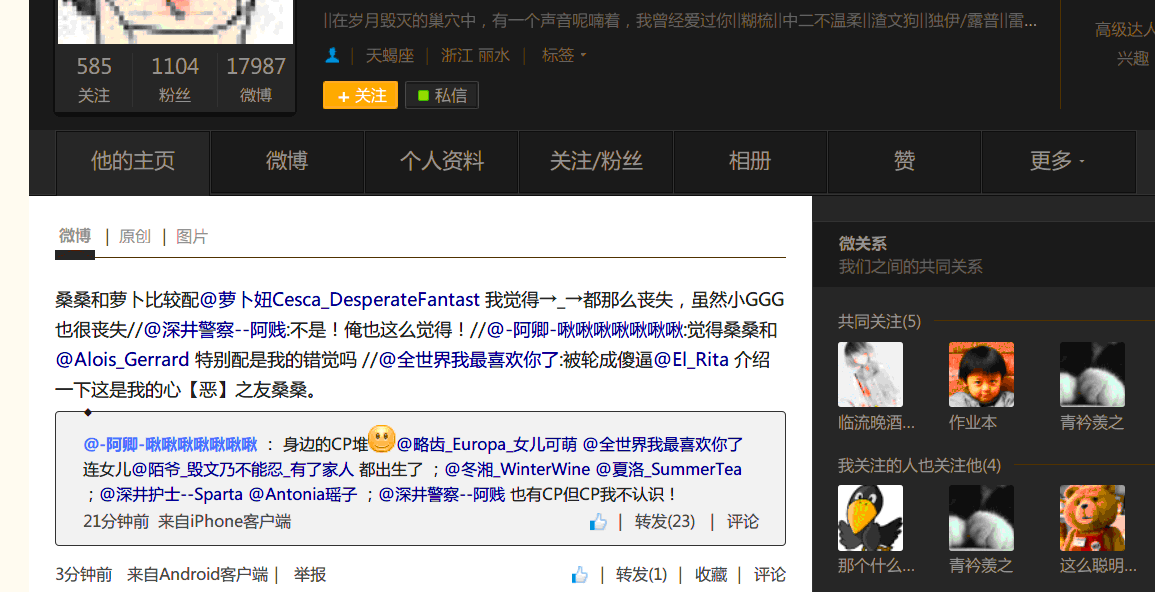 ||在岁月毁灭的巢穴中，有一个声音呢喃着，我曾经爱过你||糊梳||中二不温柔||渣文狗||独伊/露普||雷...
高级达人
兴趣
585 1104 17987
关注 粉丝 微博
天蝎座 | 浙江 丽水 | 标签
+ 关注 私信
他的主页 微博 个人资料 关注/粉丝 相册 赞 更多
微博 | 原创 | 图片
桑桑和萝卜比较配@萝卜妞Cesca_DesperateFantast 我觉得→_→都那么丧失，虽然小GGG
也很丧失//@深井警察--阿贱:不是！俺也这么觉得！//@-阿卿-啾啾啾啾啾啾啾:觉得桑桑和
@Alois_Gerrard 特别配是我的错觉吗 //@全世界我最喜欢你了:被轮成傻逼@El_Rita 介绍
一下这是我的心【恶】之友桑桑。
@-阿卿-啾啾啾啾啾啾啾 ： 身边的CP堆@略齿_Europa_女儿可萌 @全世界我最喜欢你了
连女儿@陌爷_毁文乃不能忍_有了家人 都出生了 ；@冬湘_WinterWine @夏洛_SummerTea
；@深井护士--Sparta @Antonia瑶子 ；@深井警察--阿贱 也有CP但CP我不认识！
21分钟前 来自iPhone客户端 | 转发(23) | 评论
3分钟前 来自Android客户端 | 举报 | 转发(1) | 收藏 | 评论
微关系
我们之间的共同关系
共同关注(5)
临流晚酒... 作业本 青衿羡之
我关注的人也关注他(4)
那个什么... 青衿羡之 这么聪明...